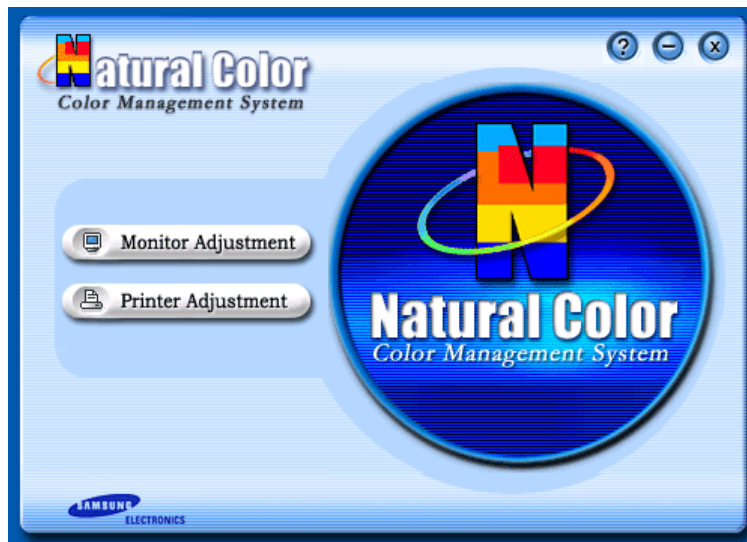 Natural Color
Color Management System
? − x
Monitor Adjustment
Printer Adjustment
N
Natural Color
Color Management System
SAMSUNG
ELECTRONICS